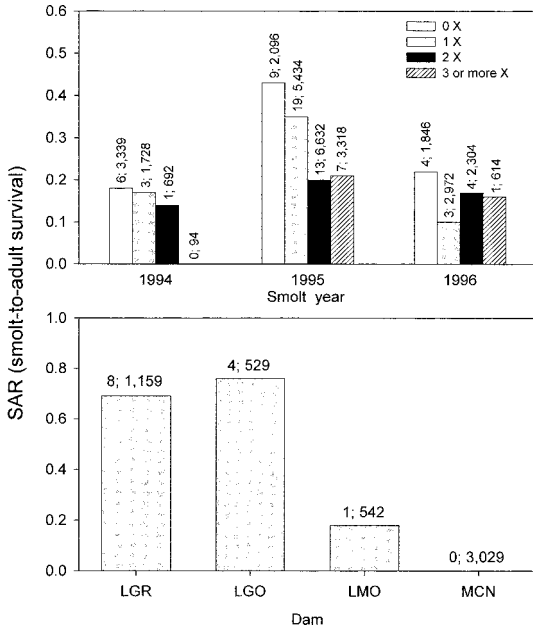 SAR (smolt-to-adult survival)
0.6
0.5
0.4
0.3
0.2
0.1
0.0
0 X
1 X
2 X
3 or more X
6; 3,339
3; 1,728
1; 692
0; 94
9; 2,096
19; 5,434
13; 6,632
7; 3,318
4; 1,846
3; 2,972
4; 2,304
1; 614
1994
1995
1996
Smolt year
1.0
0.8
0.6
0.4
0.2
0.0
8; 1,159
4; 529
1; 542
0; 3,029
LGR
LGO
LMO
MCN
Dam